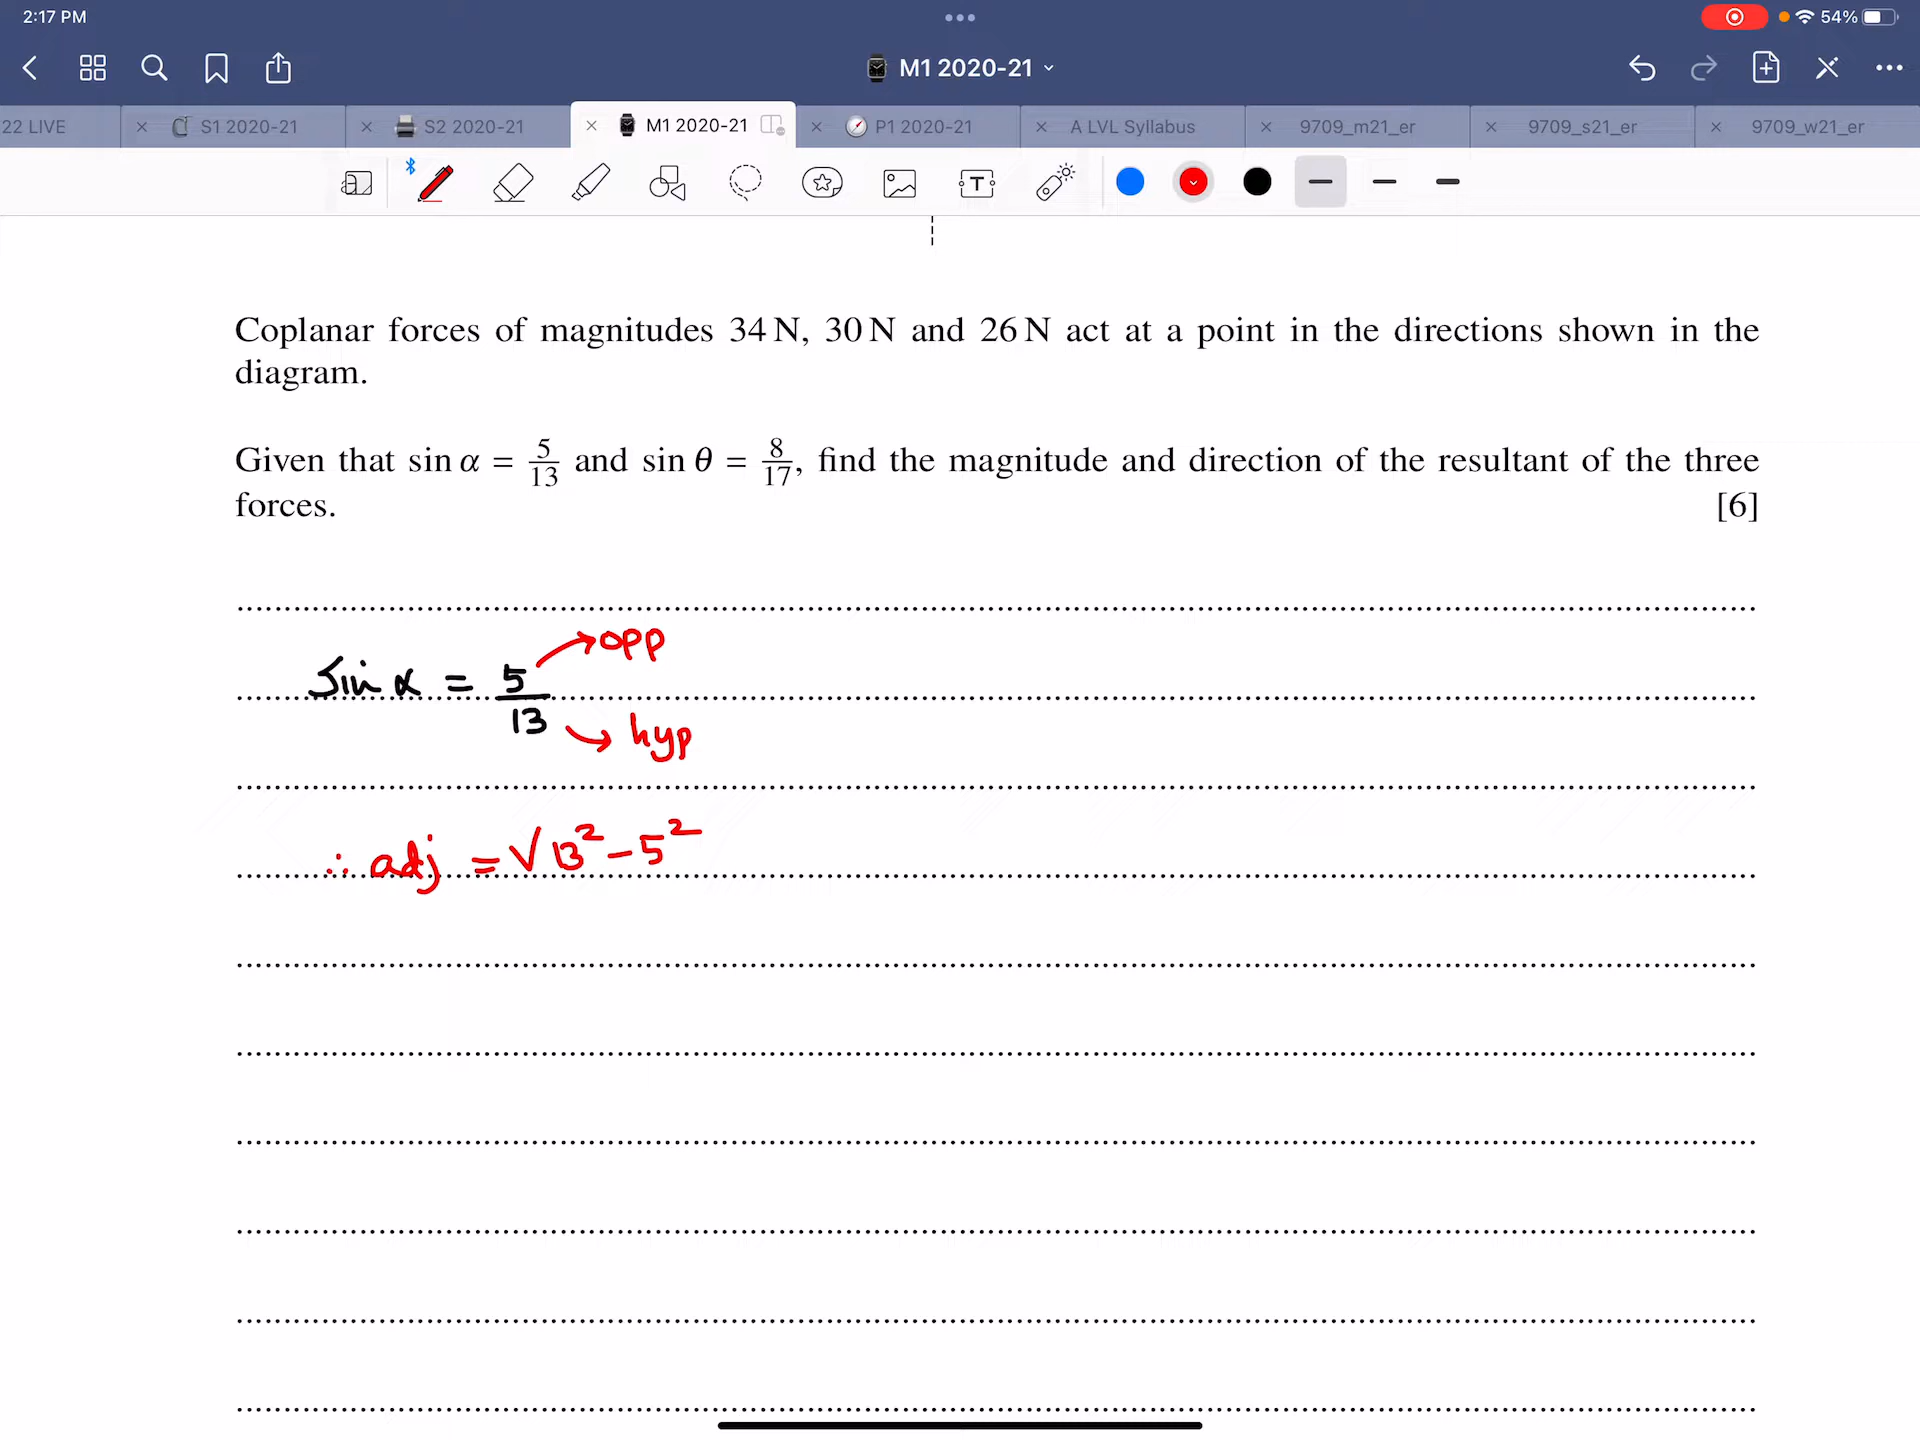 2:17 PM
54%
M1 2020-21
22 LIVE
S1 2020-21
S2 2020-21
M1 2020-21
P1 2020-21
A LVL Syllabus
9709_m21_er
9709_s21_er
9709_w21_er
Coplanar forces of magnitudes 34 N, 30 N and 26 N act at a point in the directions shown in the
diagram.
Given that sin α = 5/13 and sin θ = 8/17, find the magnitude and direction of the resultant of the three
forces. [6]
opp
Sin α = 5/13
hyp
∴ adj = √13² − 5²